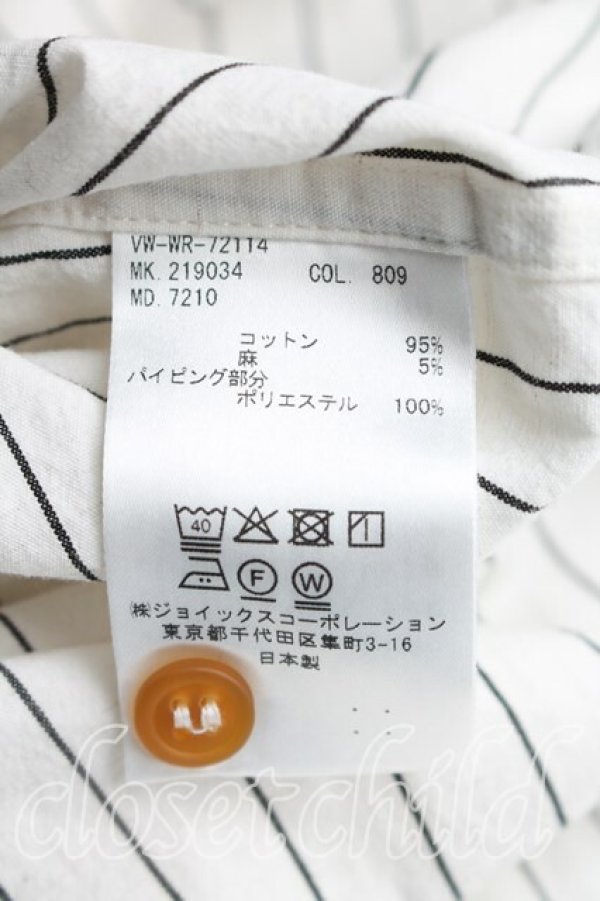 VW-WR-72114
MK. 219034 COL. 809
MD. 7210
コットン 95%
麻 5%
パイピング部分
ポリエステル 100%
40
F W
㈱ジョイックスコーポレーション
東京都千代田区隼町3-16
日本製
closet child